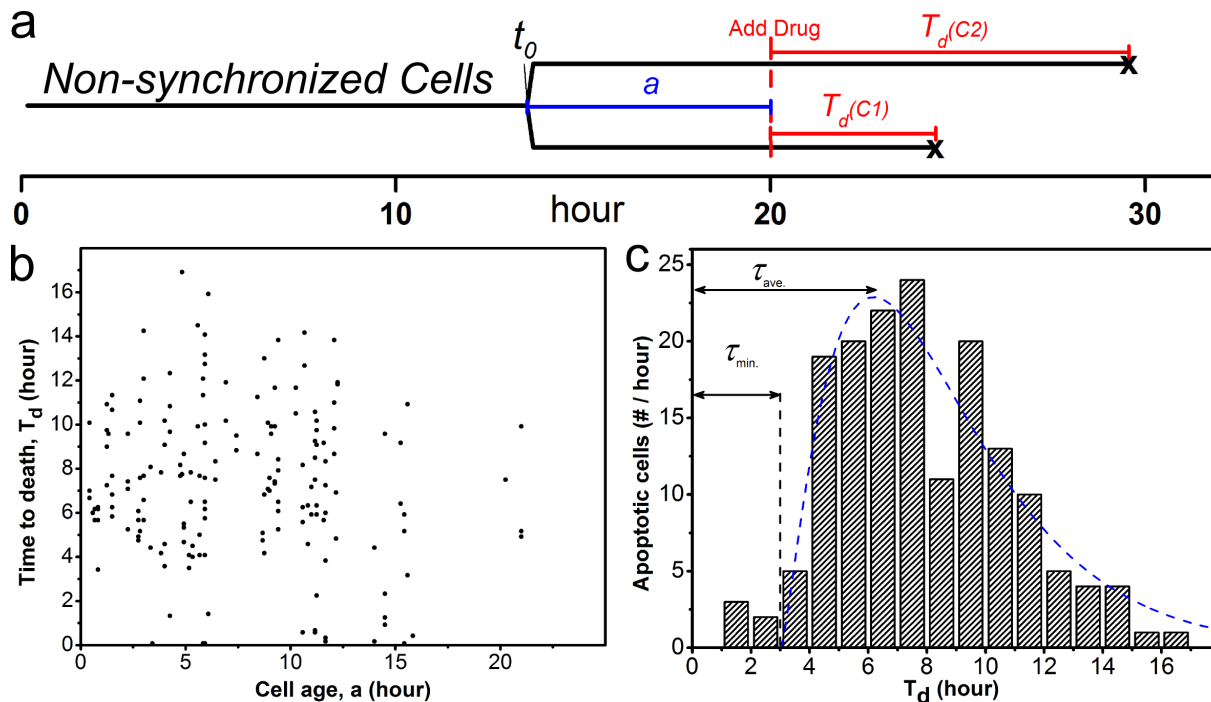 a
t0
Add Drug
Td(C2)
Non-synchronized Cells
a
Td(C1)
x
x
0
10
hour
20
30
b
Time to death, Td (hour)
16
14
12
10
8
6
4
2
0
0
5
10
15
20
Cell age, a (hour)
c
Apoptotic cells (# / hour)
25
20
15
10
5
0
τave.
τmin.
0
2
4
6
8
10
12
14
16
Td (hour)